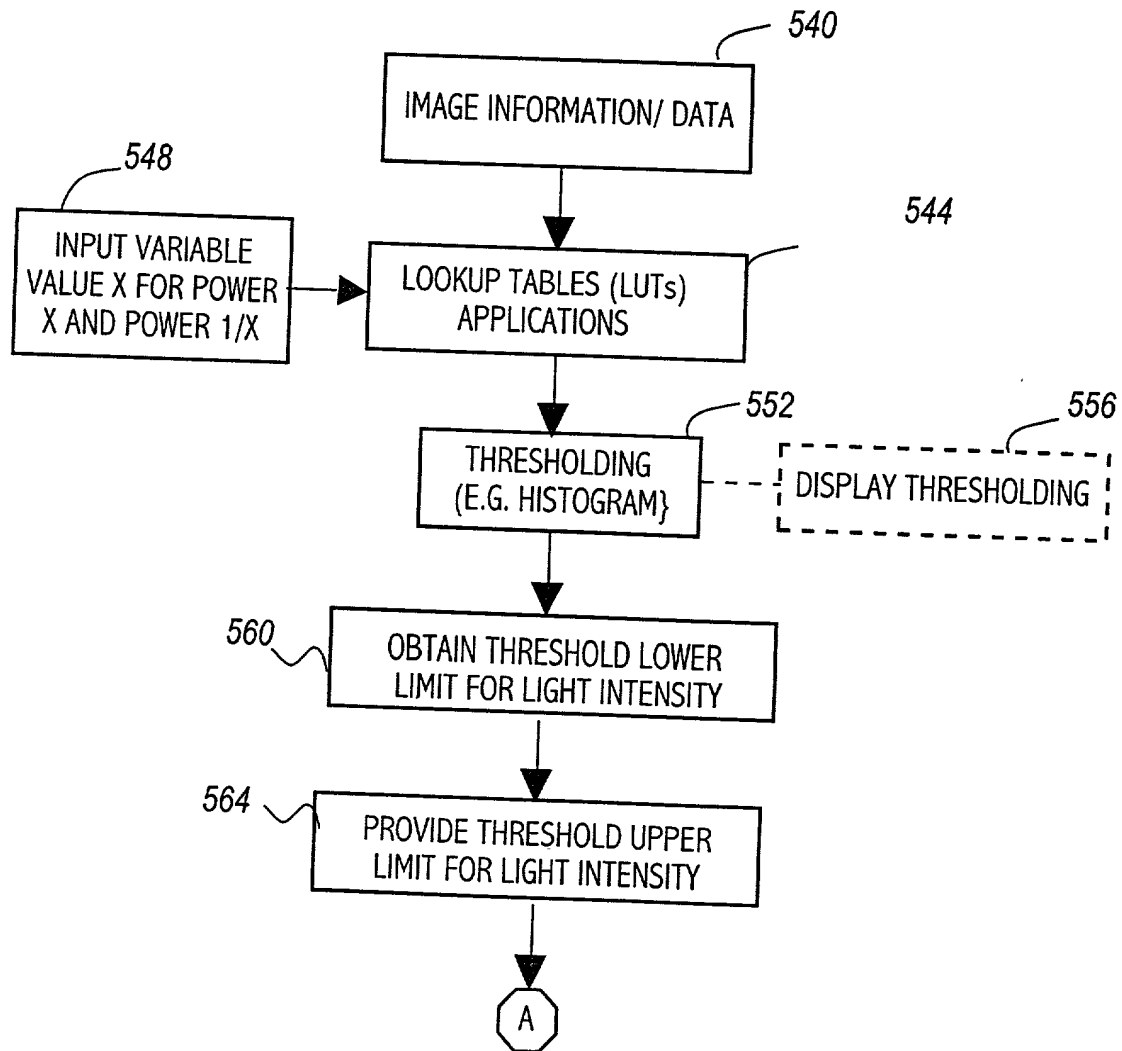 540
IMAGE INFORMATION/ DATA
548
544
INPUT VARIABLE
VALUE X FOR POWER
X AND POWER 1/X
LOOKUP TABLES (LUTs)
APPLICATIONS
552
556
THRESHOLDING
(E.G. HISTOGRAM}
DISPLAY THRESHOLDING
560
OBTAIN THRESHOLD LOWER
LIMIT FOR LIGHT INTENSITY
564
PROVIDE THRESHOLD UPPER
LIMIT FOR LIGHT INTENSITY
A